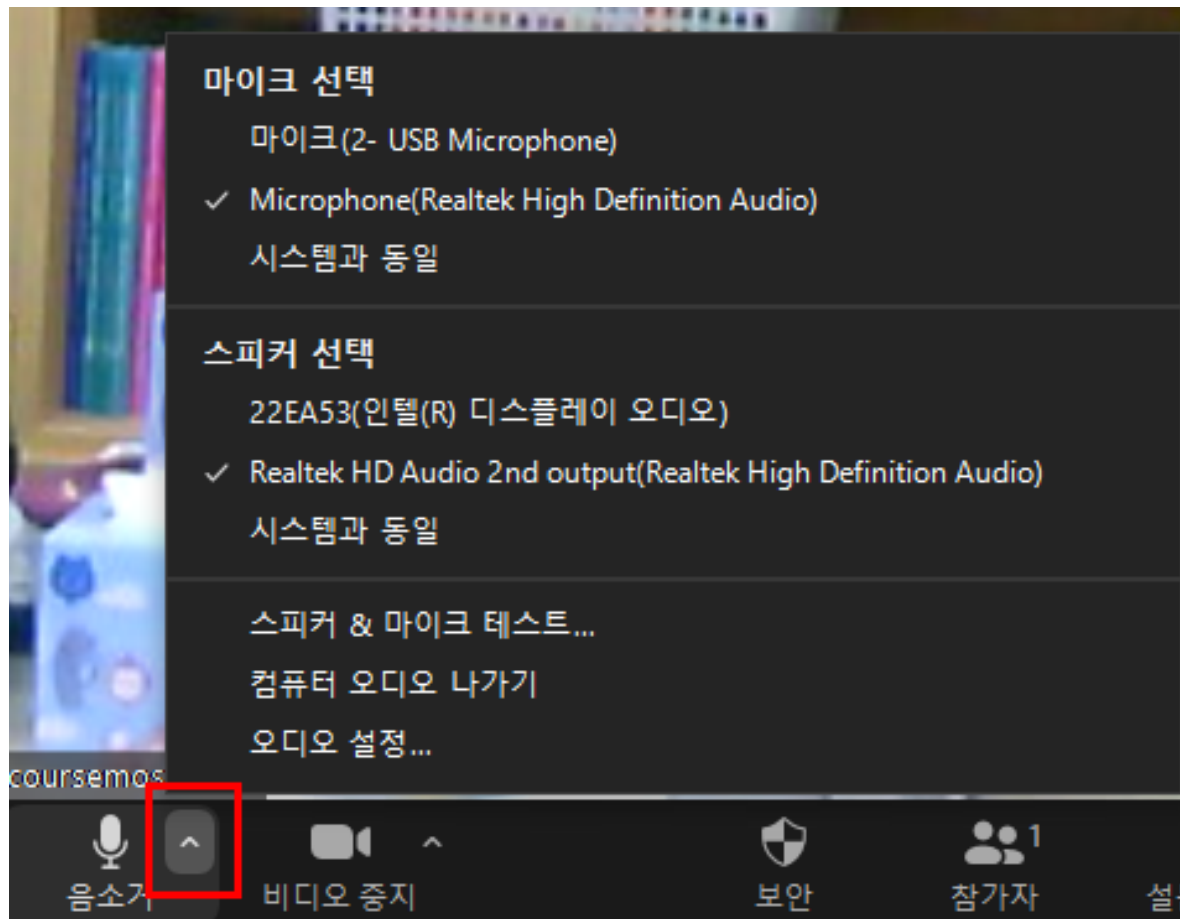 마이크 선택
마이크(2- USB Microphone)
✓ Microphone(Realtek High Definition Audio)
시스템과 동일
스피커 선택
22EA53(인텔(R) 디스플레이 오디오)
✓ Realtek HD Audio 2nd output(Realtek High Definition Audio)
시스템과 동일
스피커 & 마이크 테스트...
컴퓨터 오디오 나가기
오디오 설정...
coursemos
음소거 비디오 중지 보안 참가자 1